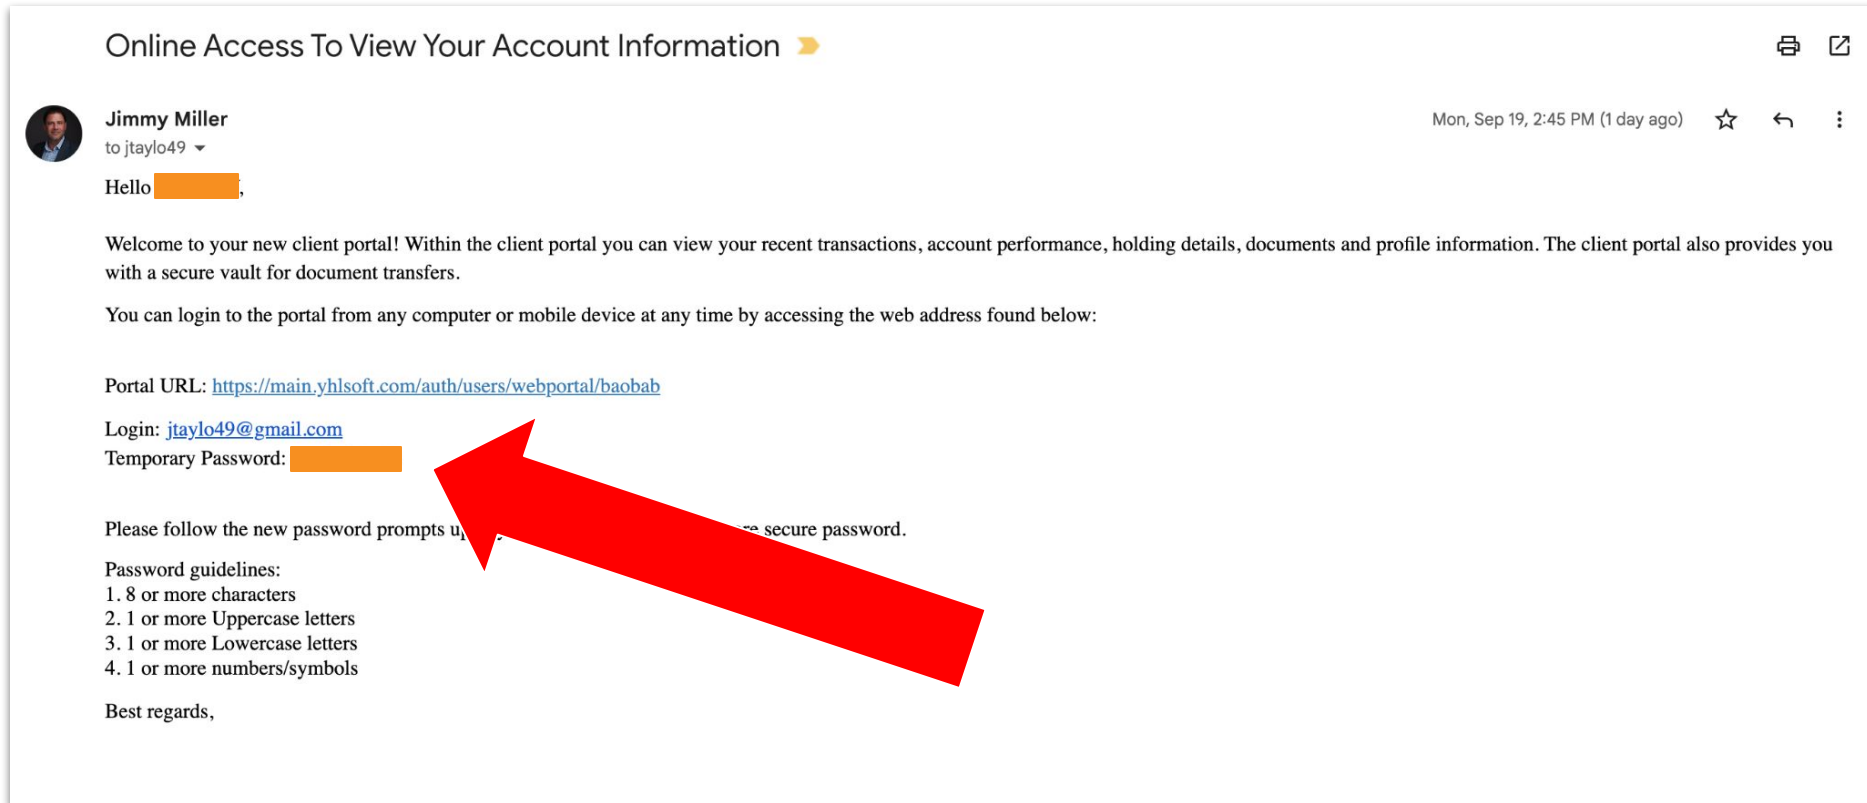 Online Access To View Your Account Information
Jimmy Miller
Mon, Sep 19, 2:45 PM (1 day ago)
to jtaylo49
Hello ,
Welcome to your new client portal! Within the client portal you can view your recent transactions, account performance, holding details, documents and profile information. The client portal also provides you
with a secure vault for document transfers.
You can login to the portal from any computer or mobile device at any time by accessing the web address found below:
Portal URL: https://main.yhlsoft.com/auth/users/webportal/baobab
Login: jtaylo49@gmail.com
Temporary Password:
Please follow the new password prompts secure password.
Password guidelines:
1. 8 or more characters
2. 1 or more Uppercase letters
3. 1 or more Lowercase letters
4. 1 or more numbers/symbols
Best regards,